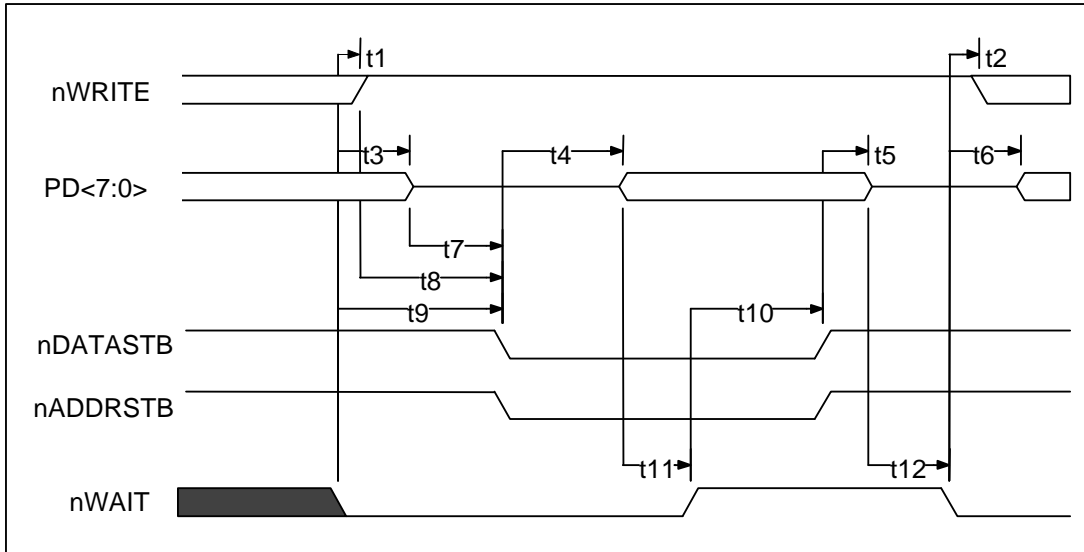 t1
t2
nWRITE
t3
t4
t5
t6
PD<7:0>
t7
t8
t9
t10
nDATASTB
nADDRSTB
t11
t12
nWAIT